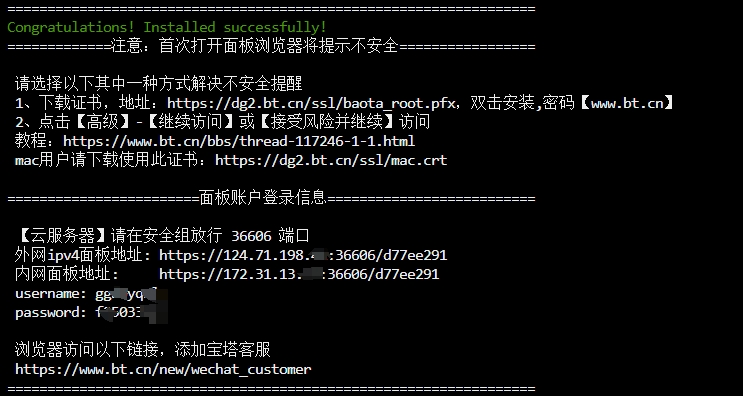 ==================================================================
Congratulations! Installed successfully!
=============注意：首次打开面板浏览器将提示不安全=================
请选择以下其中一种方式解决不安全提醒
1、下载证书，地址：https://dg2.bt.cn/ssl/baota_root.pfx，双击安装,密码【www.bt.cn】
2、点击【高级】-【继续访问】或【接受风险并继续】访问
教程：https://www.bt.cn/bbs/thread-117246-1-1.html
mac用户请下载使用此证书：https://dg2.bt.cn/ssl/mac.crt
========================面板账户登录信息==========================
【云服务器】请在安全组放行 36606 端口
外网ipv4面板地址: https://124.71.198. :36606/d77ee291
内网面板地址: https://172.31.13. :36606/d77ee291
username:
password:
浏览器访问以下链接，添加宝塔客服
https://www.bt.cn/new/wechat_customer
==================================================================